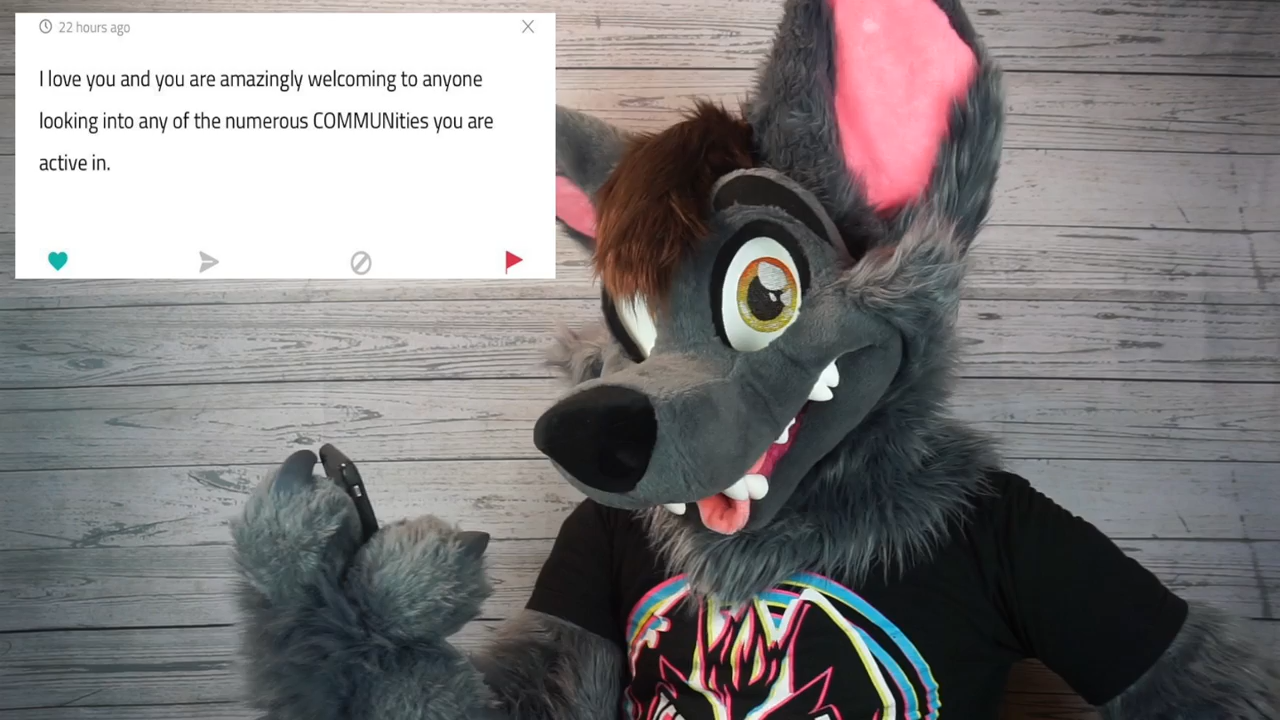 22 hours ago
I love you and you are amazingly welcoming to anyone
looking into any of the numerous COMMUNities you are
active in.